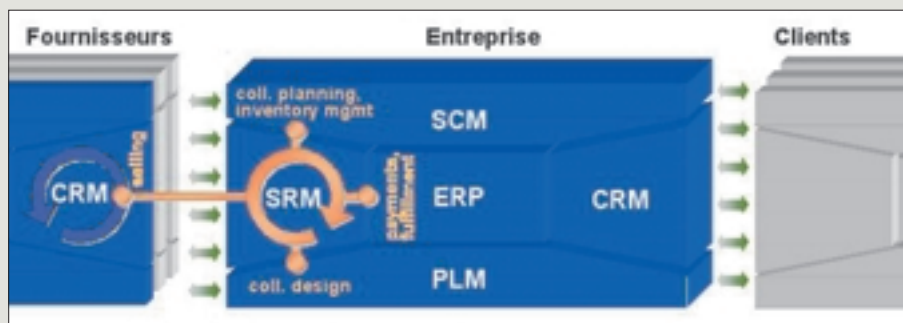 Fournisseurs
Entreprise
Clients
coll. planning,
inventory mgmt
SCM
selling
CRM
SRM
payments,
fulfillment
ERP
CRM
coll. design
PLM